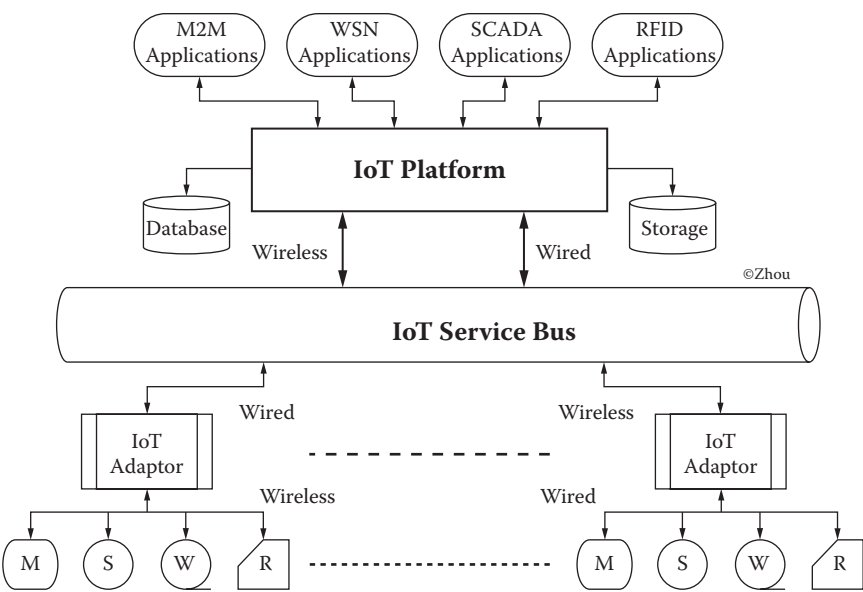 M2M
Applications
WSN
Applications
SCADA
Applications
RFID
Applications
IoT Platform
Database
Storage
Wireless
Wired
©Zhou
IoT Service Bus
Wired
Wireless
IoT
Adaptor
IoT
Adaptor
Wireless
Wired
M
S
W
R
M
S
W
R